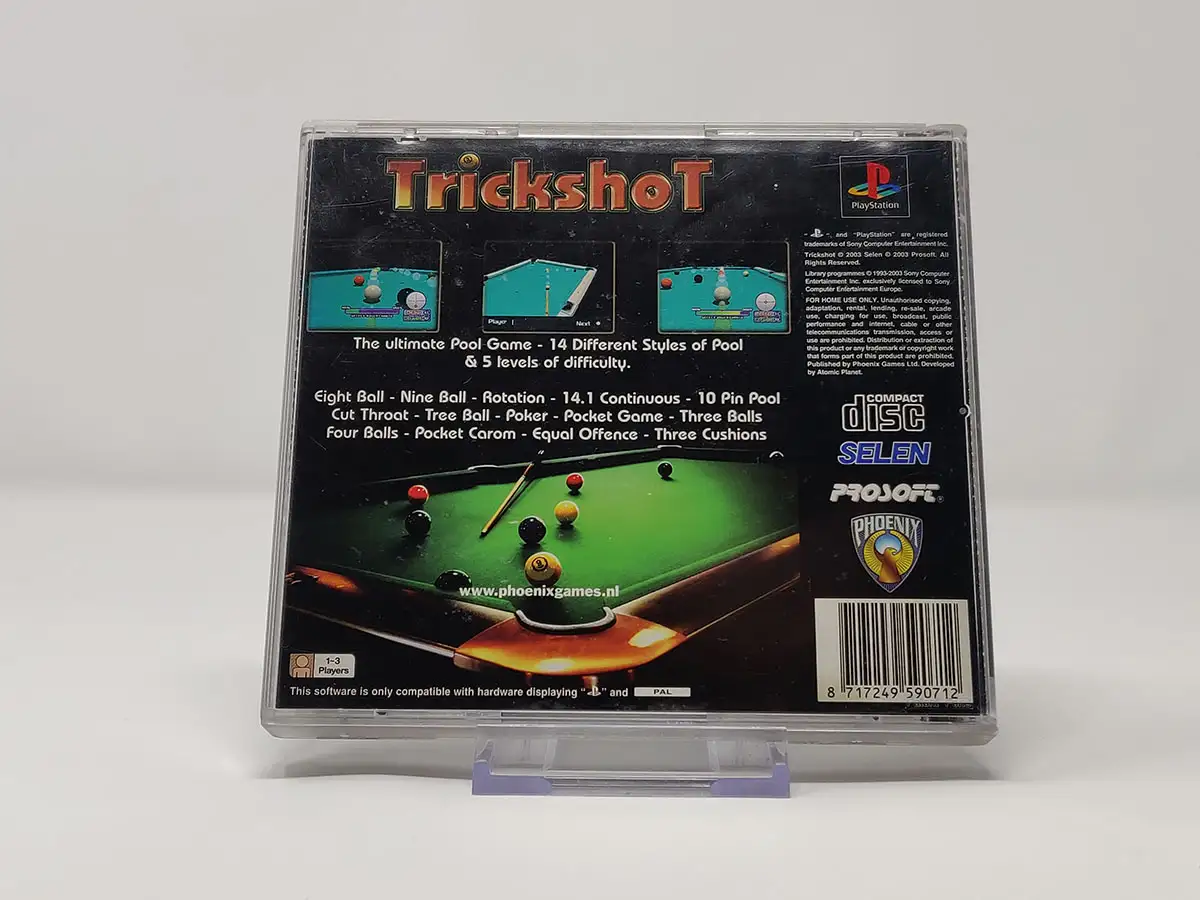 TrickshoT
PlayStation
" ", and "PlayStation" are registered
trademarks of Sony Computer Entertainment Inc.
Trickshot © 2003 Selen © 2003 Prosoft. All
Rights Reserved.
Library programmes © 1993-2003 Sony Computer
Entertainment Inc. exclusively licensed to Sony
Computer Entertainment Europe.
FOR HOME USE ONLY. Unauthorised copying,
adaptation, rental, lending, re-sale, arcade
use, charging for use, broadcast, public
performance and internet, cable or other
telecommunications transmission, access or
use are prohibited. Distribution or extraction of
this product or any trademark or copyright work
that forms part of this product are prohibited.
Published by Phoenix Games Ltd. Developed
by Atomic Planet.
Player Next
The ultimate Pool Game - 14 Different Styles of Pool
& 5 levels of difficulty.
Eight Ball - Nine Ball - Rotation - 14.1 Continuous - 10 Pin Pool
Cut Throat - Tree Ball - Poker - Pocket Game - Three Balls
Four Balls - Pocket Carom - Equal Offence - Three Cushions
COMPACT
disc
SELEN
PROSOFT®
PHOENIX
www.phoenixgames.nl
1-3
Players
This software is only compatible with hardware displaying " " and PAL
8 717249 590712